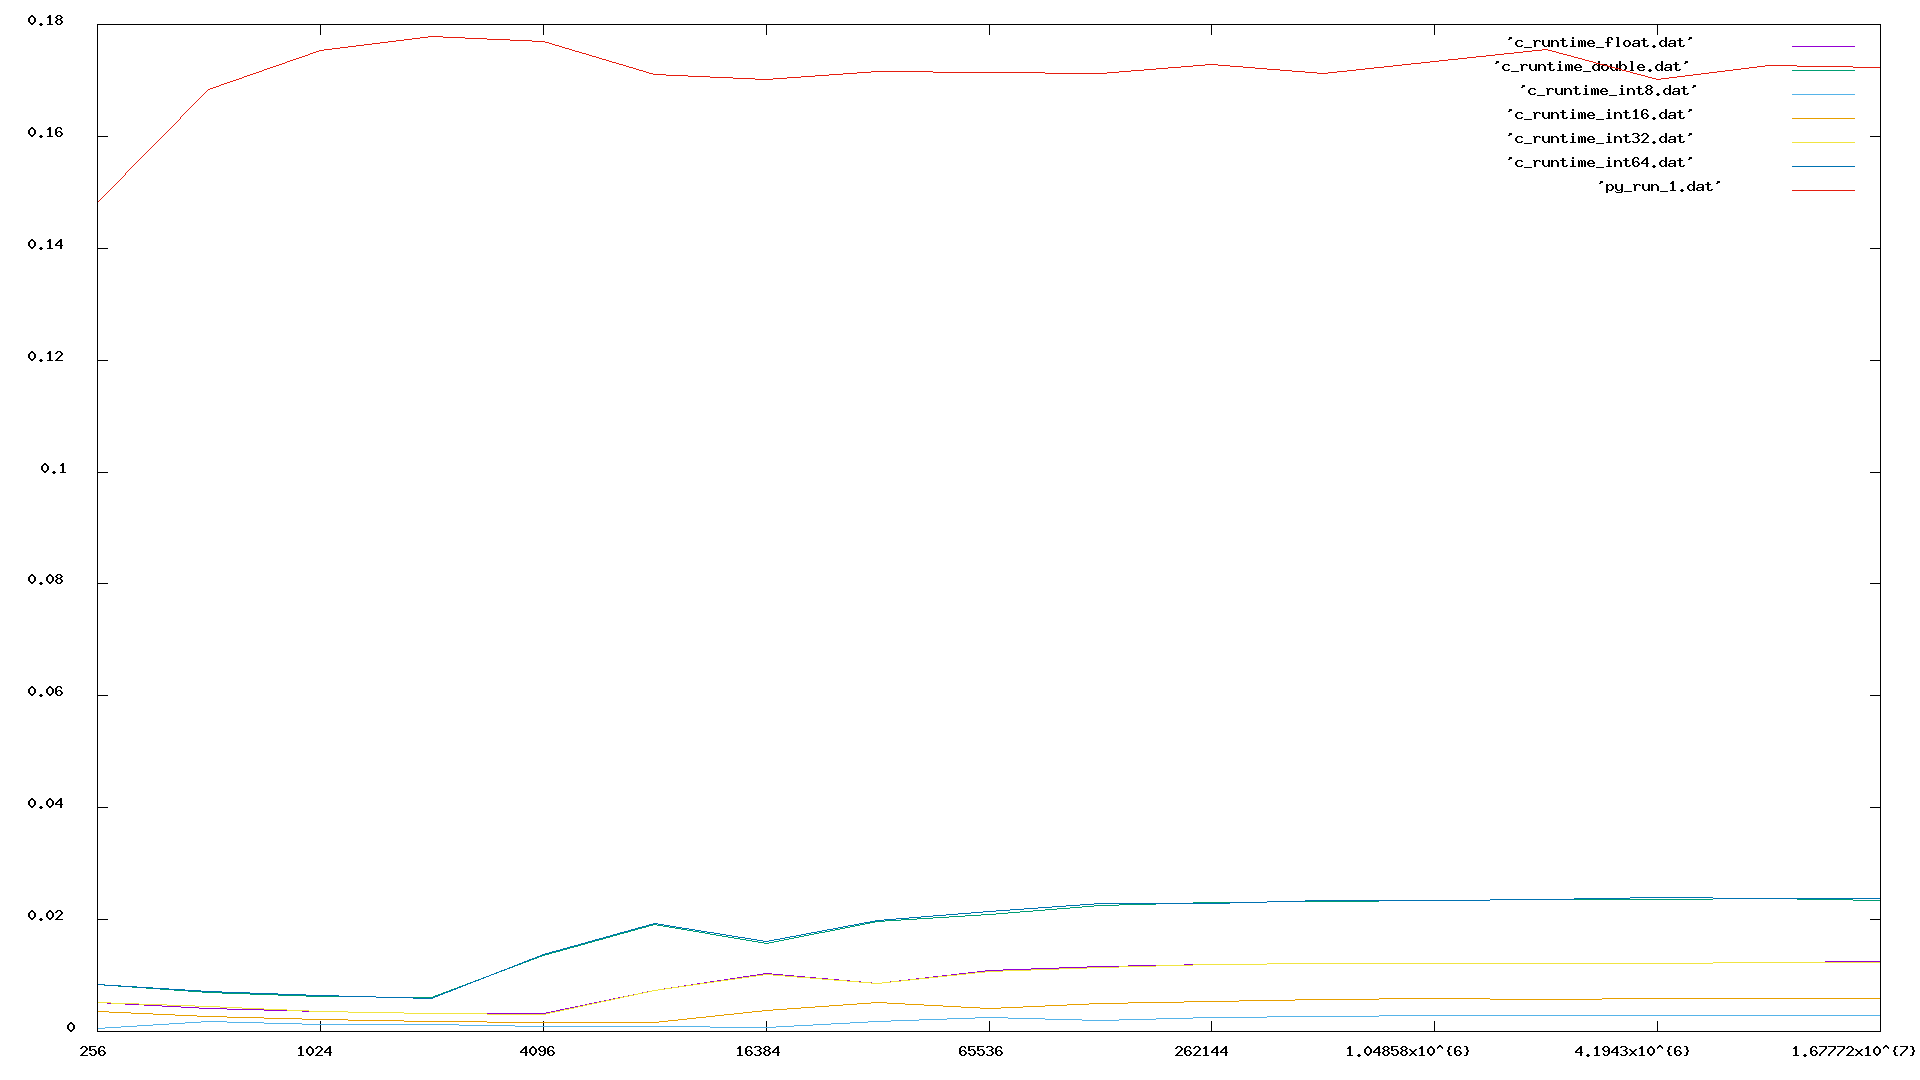 0.18
0.16
0.14
0.12
0.1
0.08
0.06
0.04
0.02
0
'c_runtime_float.dat'
'c_runtime_double.dat'
'c_runtime_int8.dat'
'c_runtime_int16.dat'
'c_runtime_int32.dat'
'c_runtime_int64.dat'
'py_run_1.dat'
256 1024 4096 16384 65536 262144 1.04858x10^{6} 4.1943x10^{6} 1.67772x10^{7}